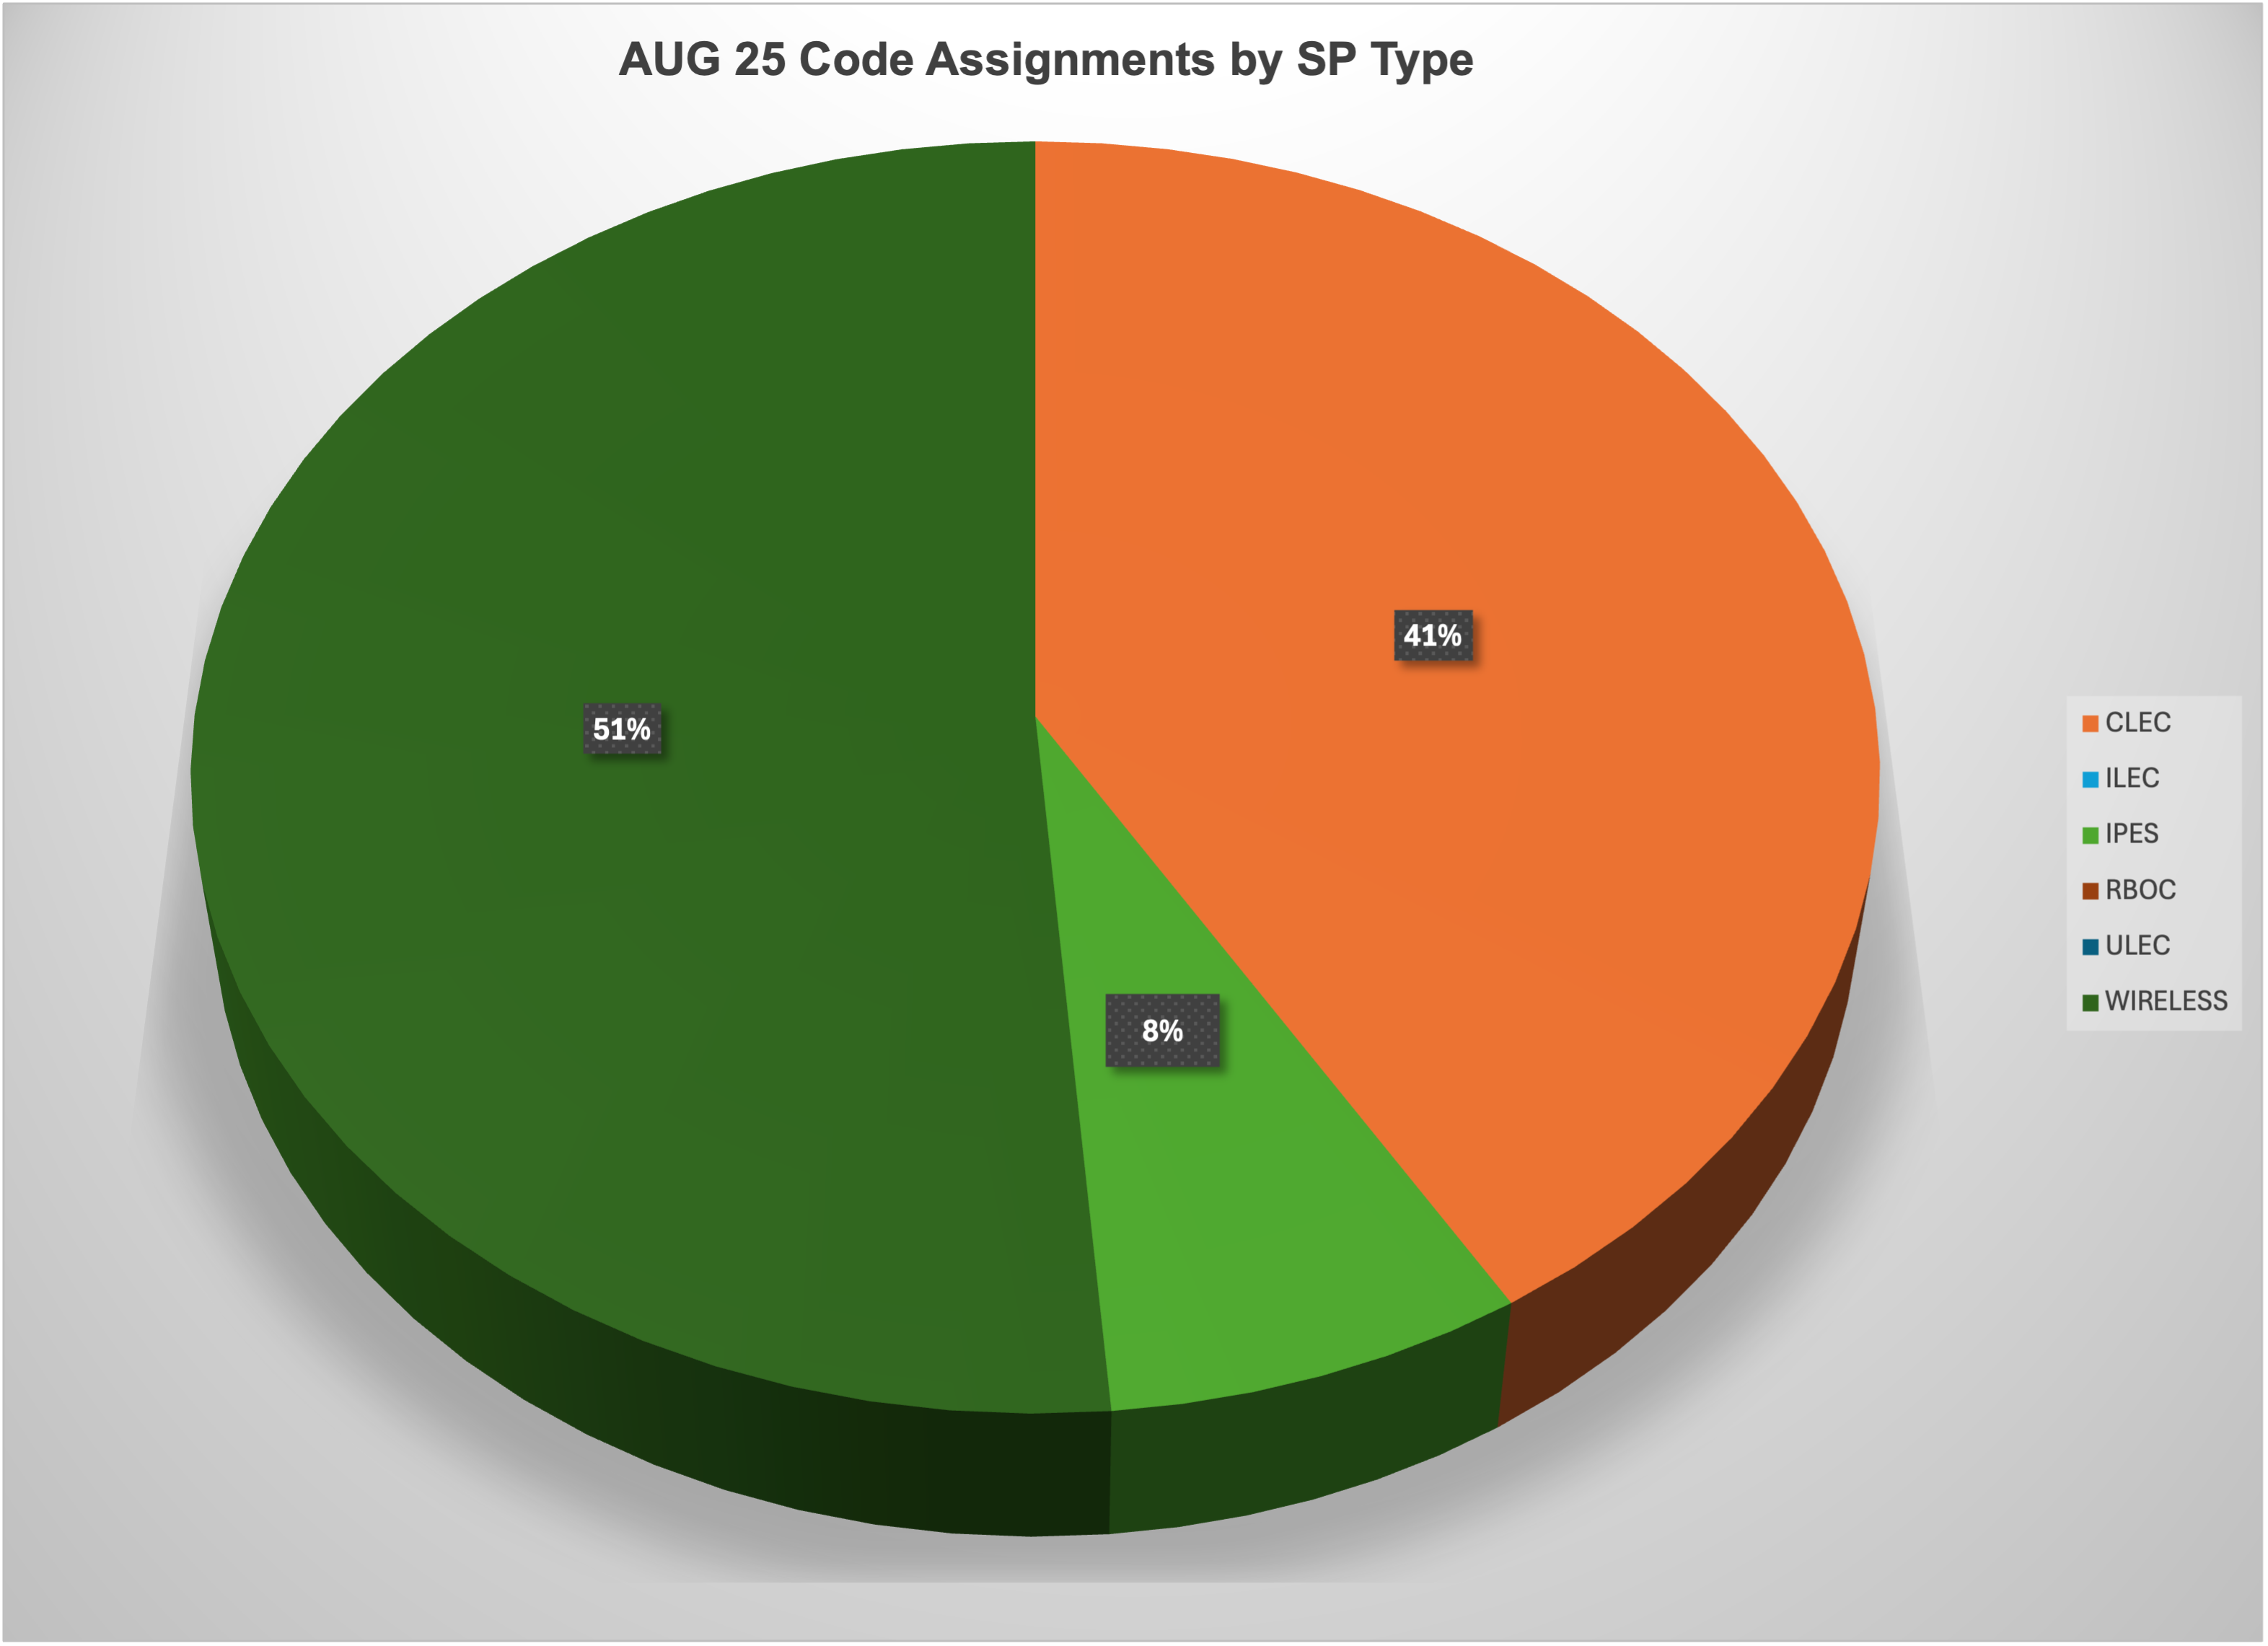 AUG 25 Code Assignments by SP Type
41%
51%
8%
CLEC
ILEC
IPES
RBOC
ULEC
WIRELESS